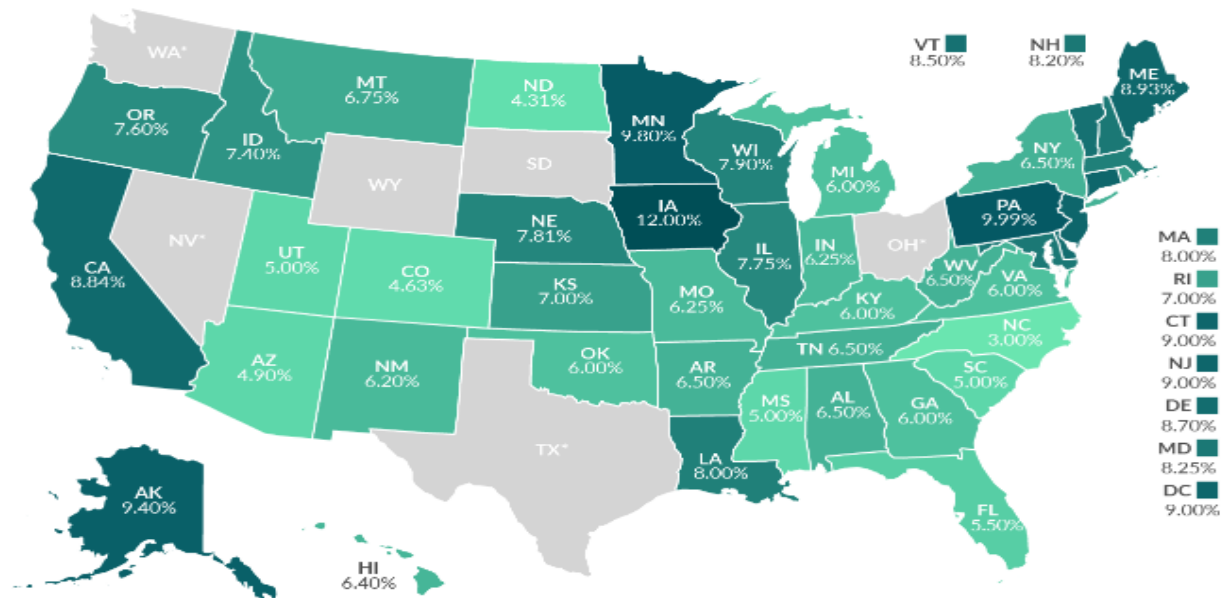 VT
8.50%
NH
8.20%
WA*
MT
6.75%
ND
4.31%
MN
9.80%
ME
8.93%
OR
7.60%
ID
7.40%
WY
SD
WI
7.90%
MI
6.00%
NY
6.50%
NV*
UT
5.00%
CO
4.63%
NE
7.81%
IA
12.00%
IL
7.75%
IN
6.25%
OH*
PA
9.99%
CA
8.84%
KS
7.00%
MO
6.25%
KY
6.00%
WV
6.50%
VA
6.00%
AZ
4.90%
NM
6.20%
OK
6.00%
AR
6.50%
TN 6.50%
NC
3.00%
SC
5.00%
TX*
LA
8.00%
MS
5.00%
AL
6.50%
GA
6.00%
FL
5.50%
AK
9.40%
HI
6.40%
MA
8.00%
RI
7.00%
CT
9.00%
NJ
9.00%
DE
8.70%
MD
8.25%
DC
9.00%